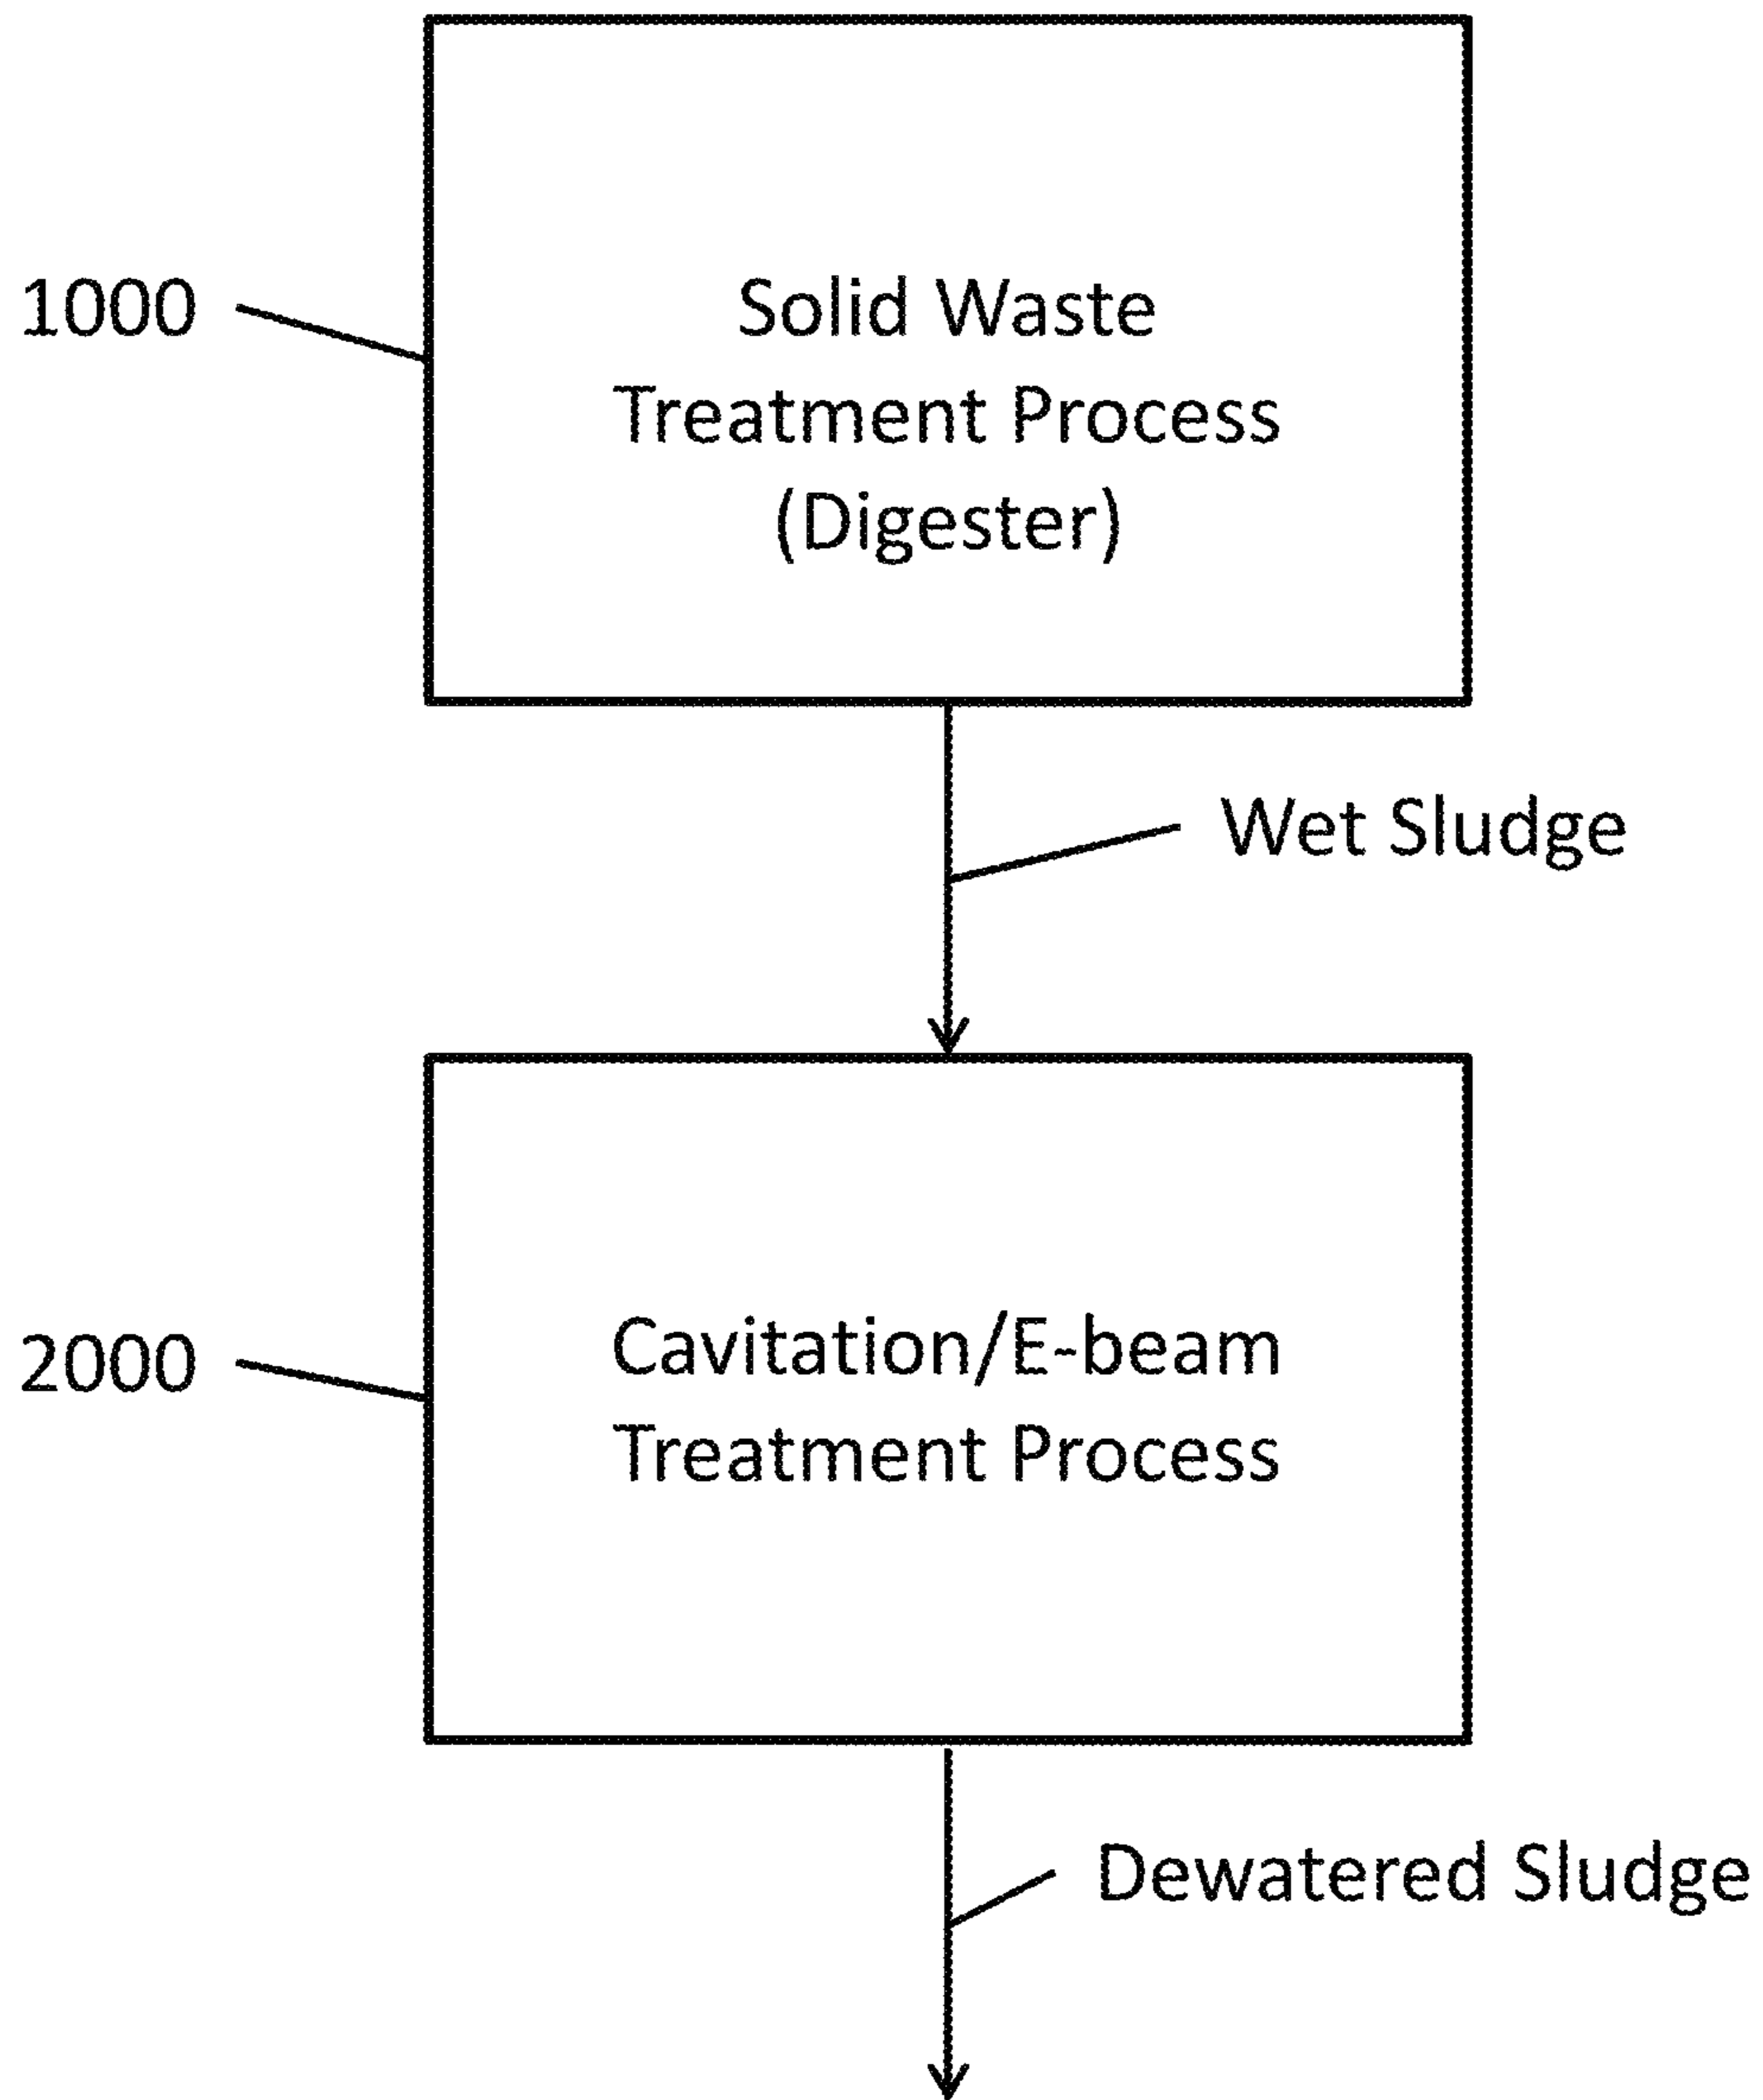 1000
Solid Waste
Treatment Process
(Digester)
Wet Sludge
2000
Cavitation/E-beam
Treatment Process
Dewatered Sludge